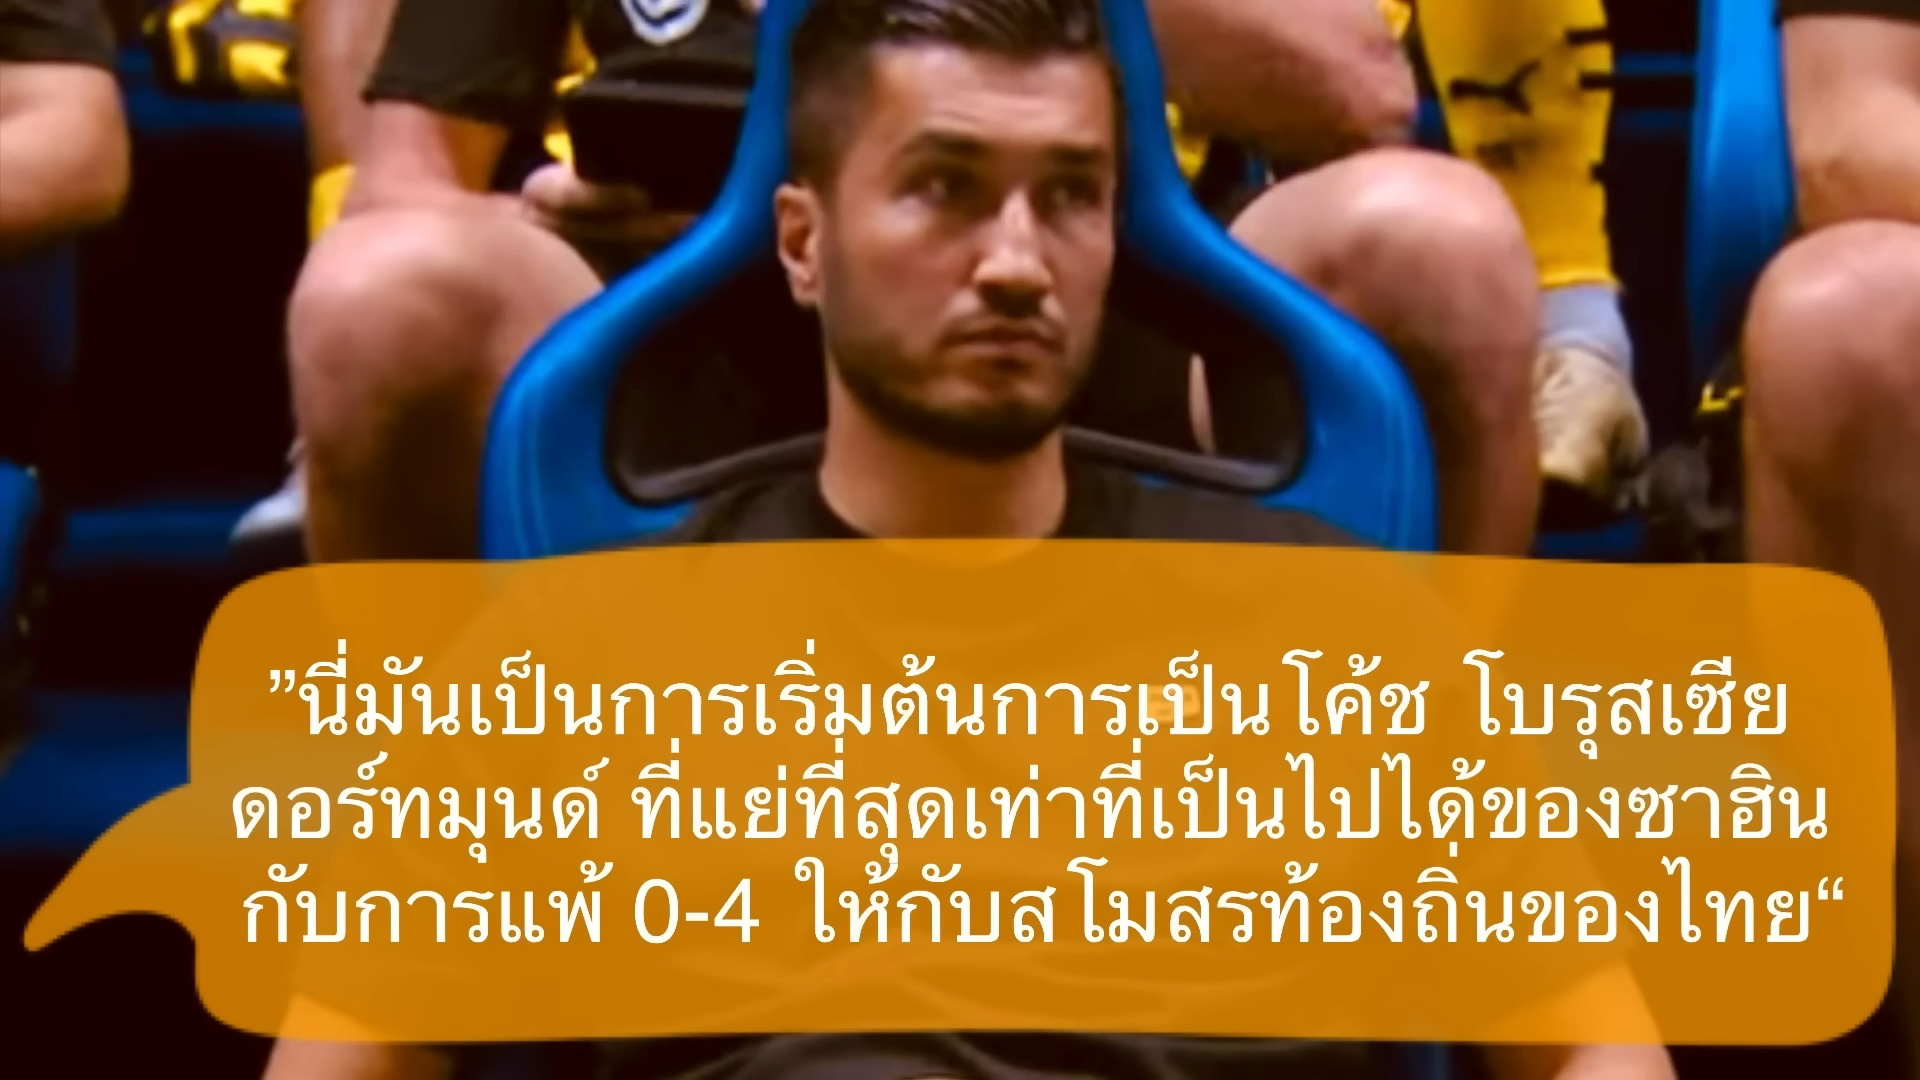 ”นี่มันเป็นการเริ่มต้นการเป็นโค้ช โบรุสเซีย
ดอร์ทมุนด์ ที่แย่ที่สุดเท่าที่เป็นไปได้ของซาฮิน
กับการแพ้ 0-4 ให้กับสโมสรท้องถิ่นของไทย“